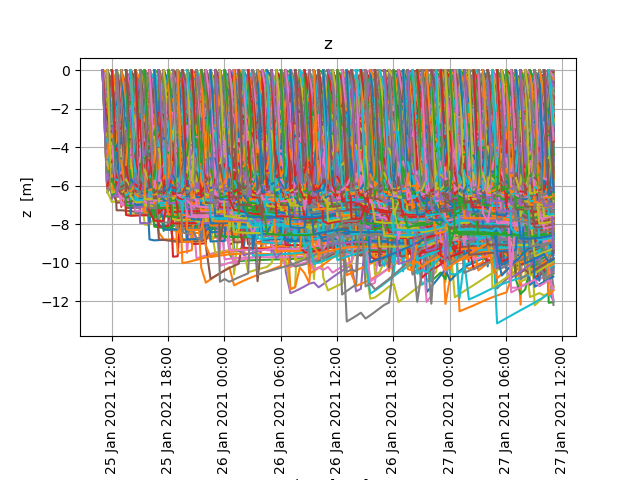 z
0
−2
−4
−6
−8
−10
−12
z [m]
25 Jan 2021 12:00
25 Jan 2021 18:00
26 Jan 2021 00:00
26 Jan 2021 06:00
26 Jan 2021 12:00
26 Jan 2021 18:00
27 Jan 2021 00:00
27 Jan 2021 06:00
27 Jan 2021 12:00